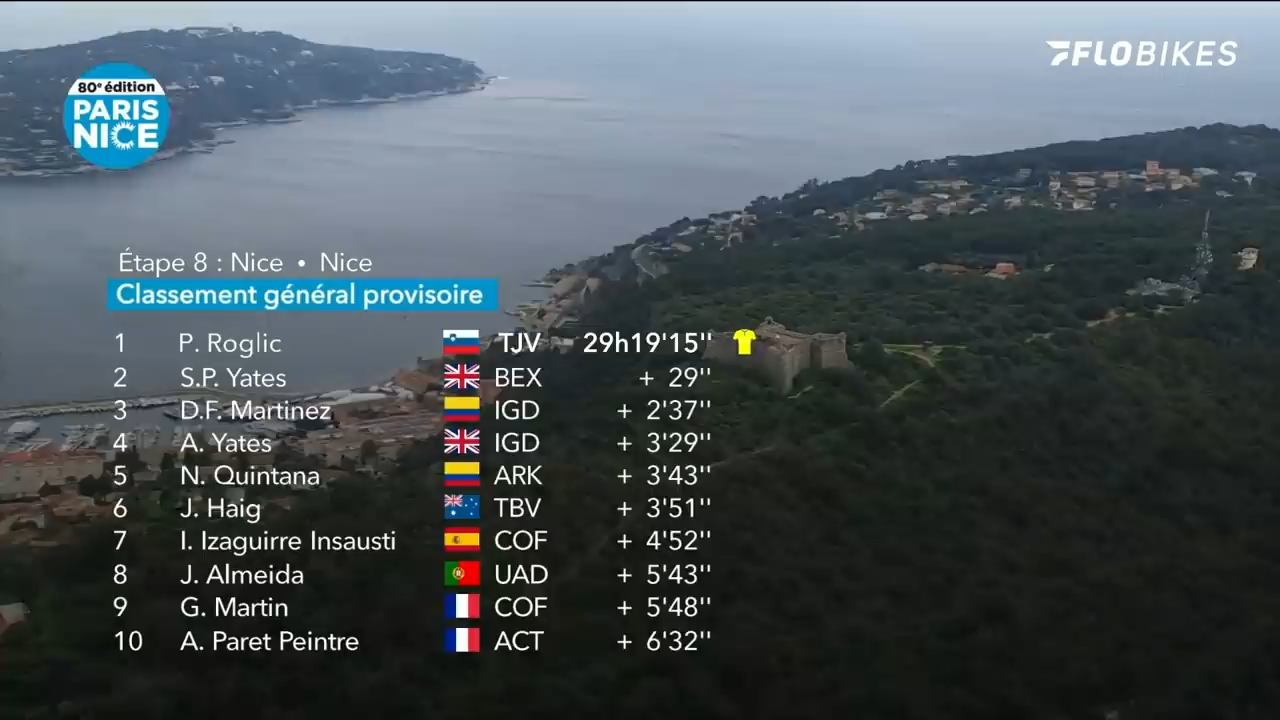 FLOBIKES
80e édition
PARIS
NICE
Étape 8 : Nice • Nice
Classement général provisoire
1 P. Roglic TJV 29h19'15''
2 S.P. Yates BEX + 29''
3 D.F. Martinez IGD + 2'37''
4 A. Yates IGD + 3'29''
5 N. Quintana ARK + 3'43''
6 J. Haig TBV + 3'51''
7 I. Izaguirre Insausti COF + 4'52''
8 J. Almeida UAD + 5'43''
9 G. Martin COF + 5'48''
10 A. Paret Peintre ACT + 6'32''